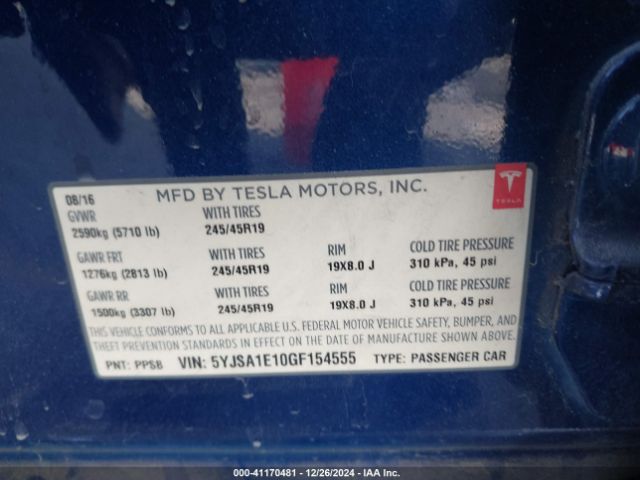 08/16 MFD BY TESLA MOTORS, INC. TESLA
GVWR WITH TIRES
2590kg (5710 lb) 245/45R19
GAWR FRT WITH TIRES RIM COLD TIRE PRESSURE
1276kg (2813 lb) 245/45R19 19X8.0 J 310 kPa, 45 psi
GAWR RR WITH TIRES RIM COLD TIRE PRESSURE
1500kg (3307 lb) 245/45R19 19X8.0 J 310 kPa, 45 psi
THIS VEHICLE CONFORMS TO ALL APPLICABLE U.S. FEDERAL MOTOR VEHICLE SAFETY, BUMPER, AND
THEFT PREVENTION STANDARDS IN EFFECT ON THE DATE OF MANUFACTURE SHOWN ABOVE.
PNT: PPSB VIN: 5YJSA1E10GF154555 TYPE: PASSENGER CAR
000-41170481 - 12/26/2024 - IAA Inc.